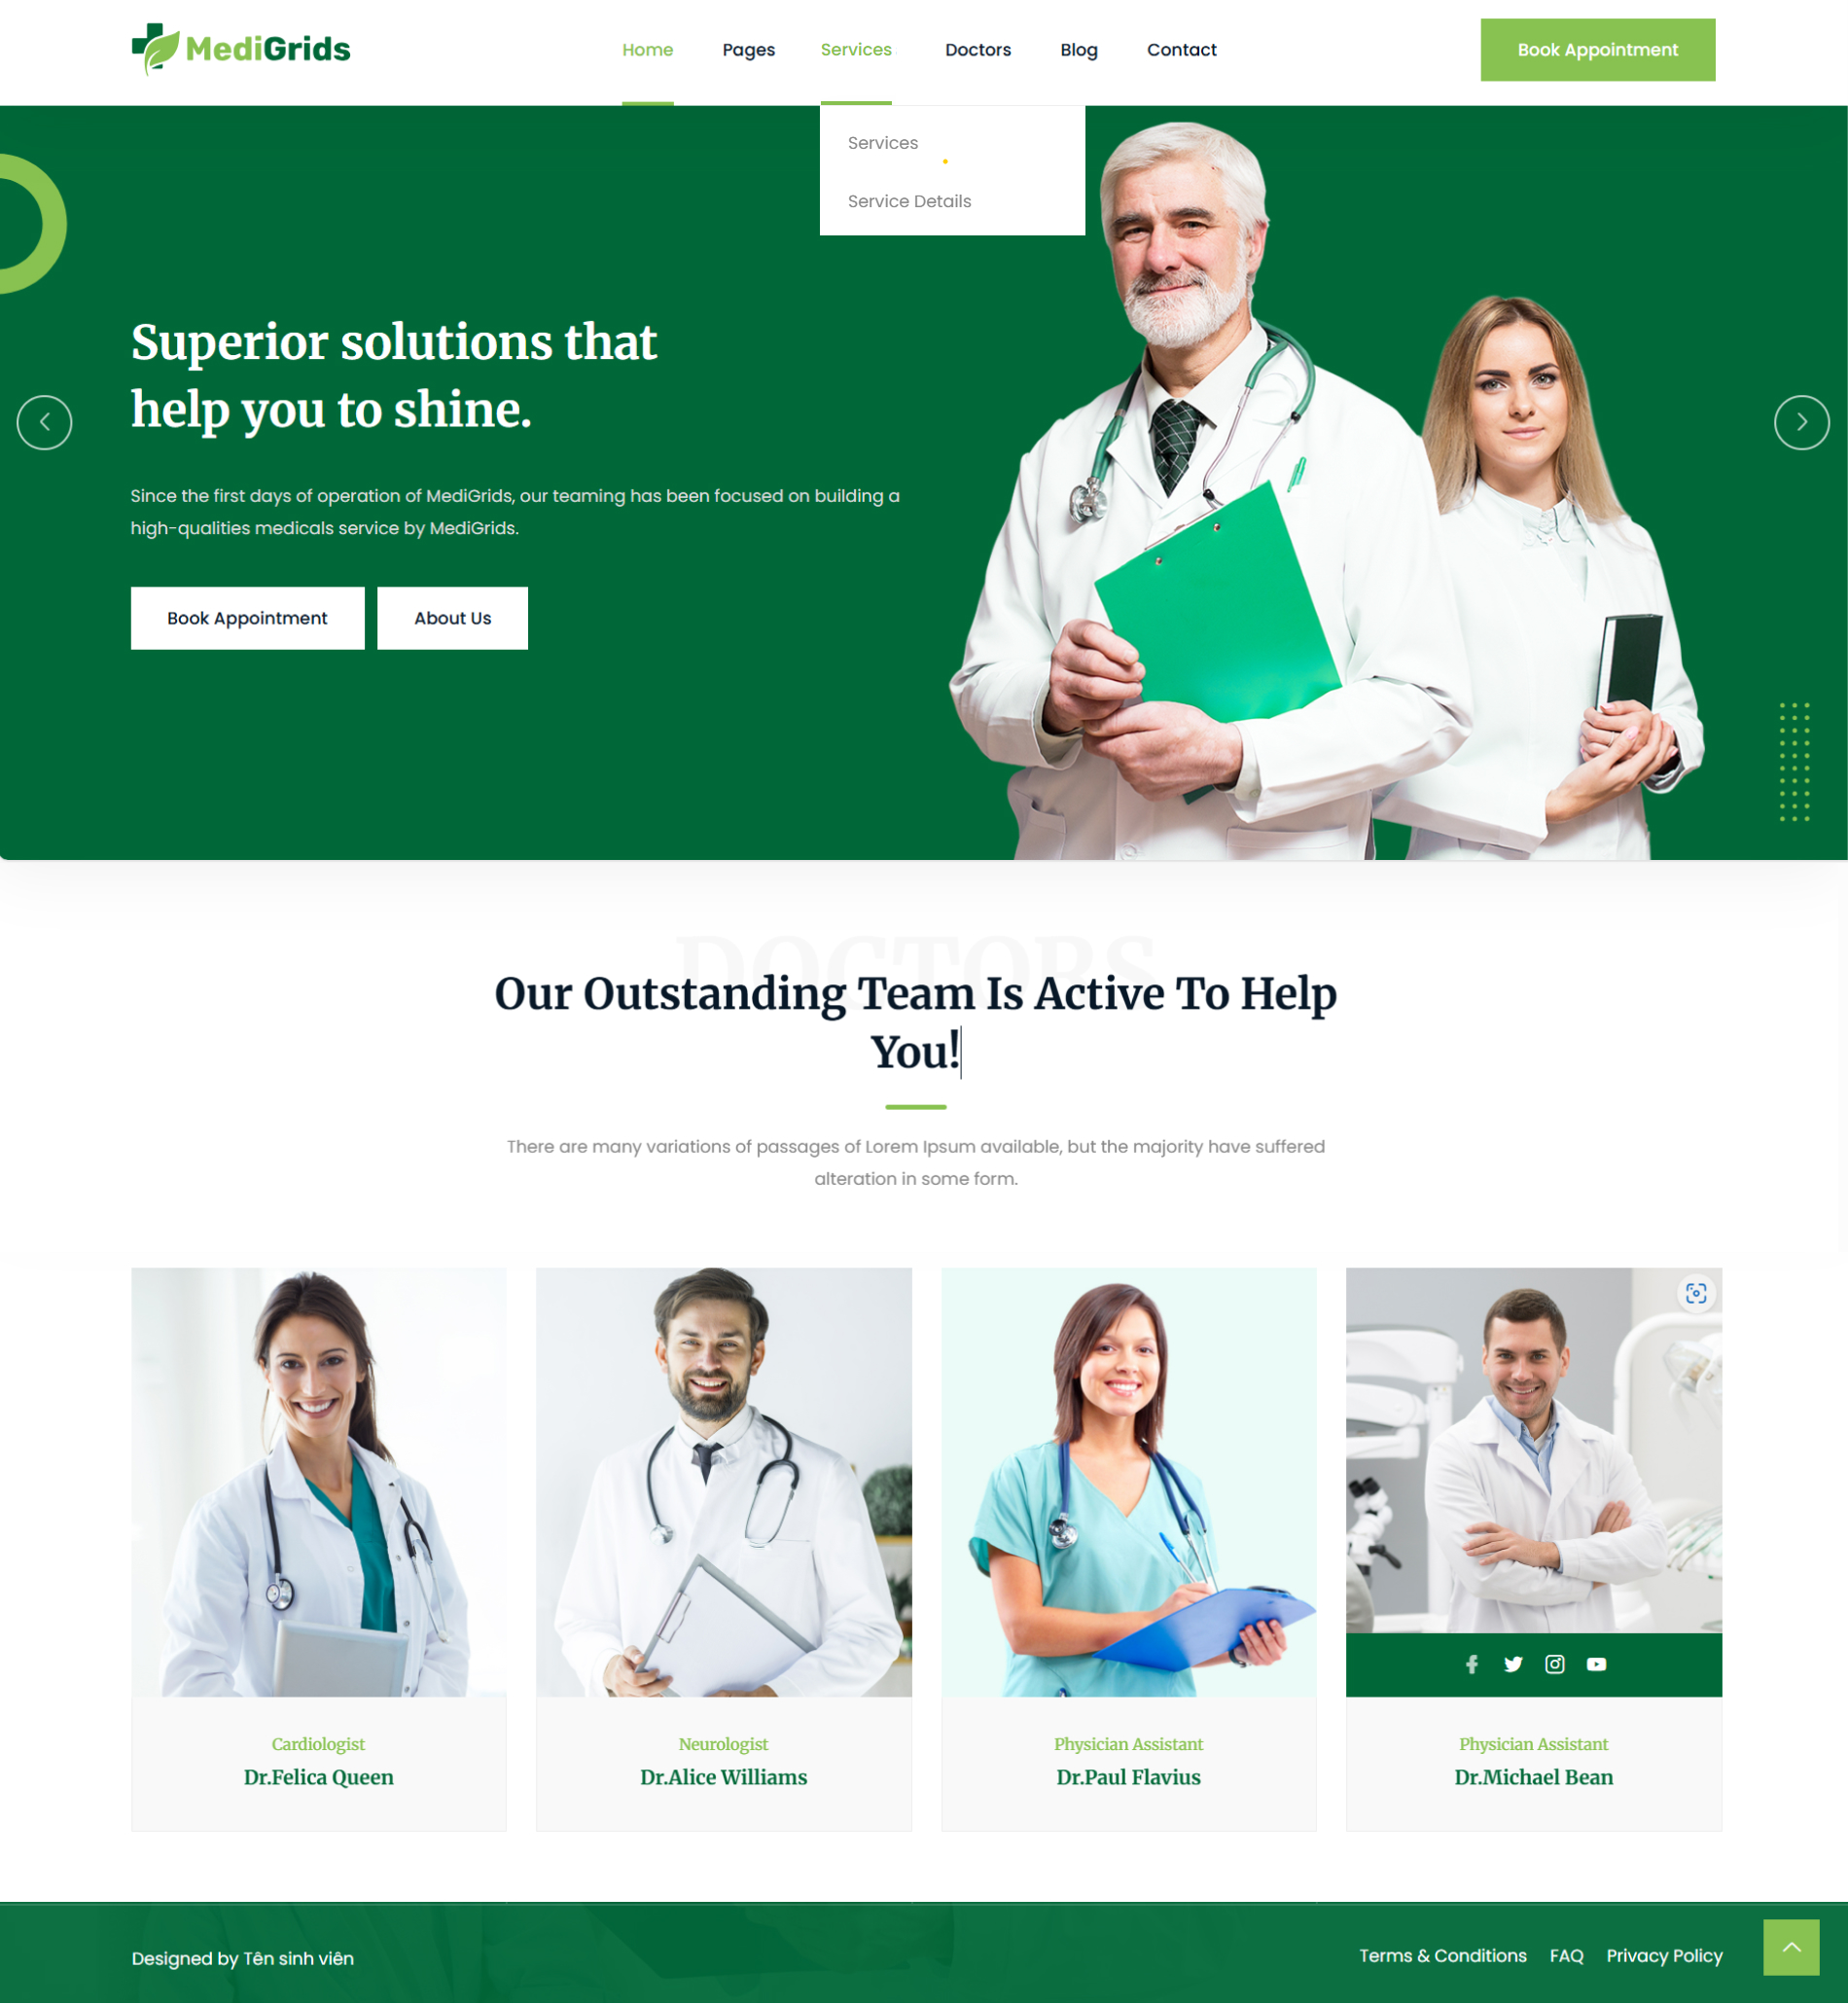 MediGrids
Home Pages Services Doctors Blog Contact
Book Appointment
Services
Service Details
Superior solutions that
help you to shine.
Since the first days of operation of MediGrids, our teaming has been focused on building a
high-qualities medicals service by MediGrids.
Book Appointment
About Us
DOCTORS
Our Outstanding Team Is Active To Help
You!
There are many variations of passages of Lorem Ipsum available, but the majority have suffered
alteration in some form.
Cardiologist
Dr.Felica Queen
Neurologist
Dr.Alice Williams
Physician Assistant
Dr.Paul Flavius
Physician Assistant
Dr.Michael Bean
Designed by Tên sinh viên
Terms & Conditions FAQ Privacy Policy